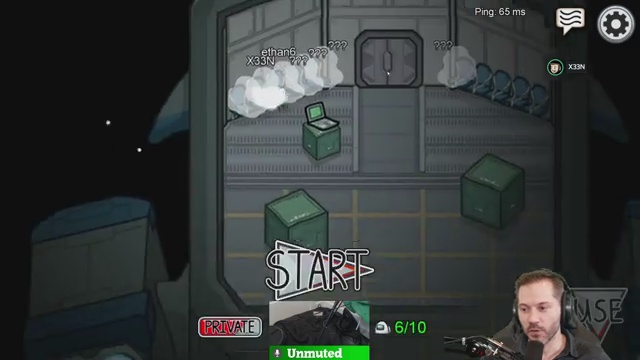 Ping: 65 ms
???
ethan6 ???
X33N ???
???
X33N
START
PRIVATE
6/10
USE
Unmuted